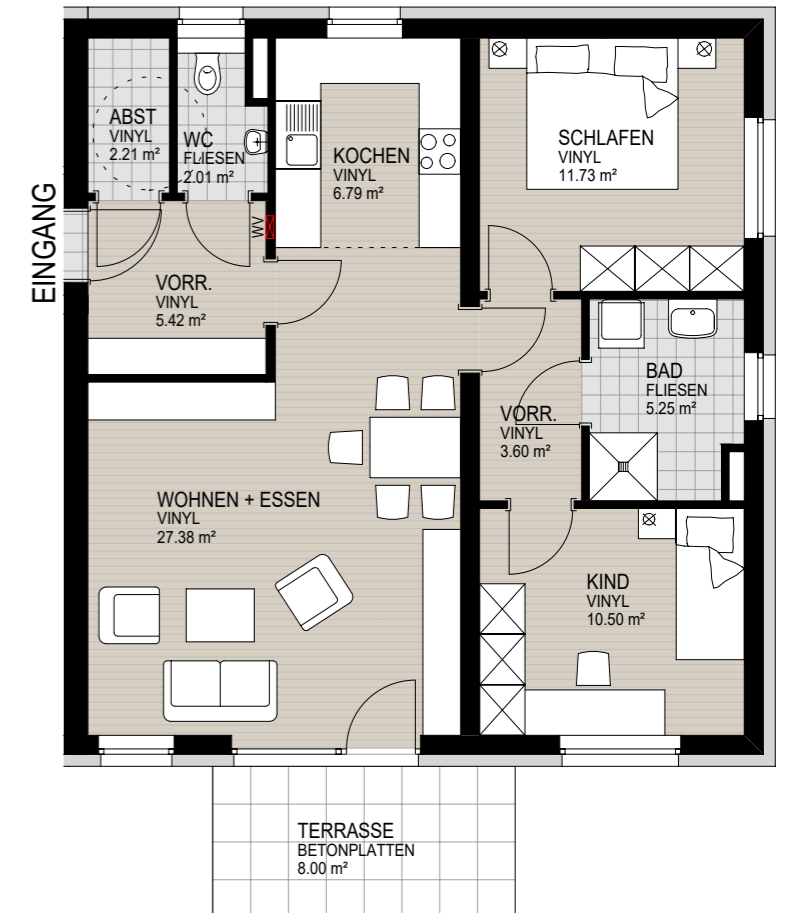 ABST
VINYL
2.21 m²
WC
FLIESEN
2.01 m²
KOCHEN
VINYL
6.79 m²
SCHLAFEN
VINYL
11.73 m²
EINGANG
WV
VORR.
VINYL
5.42 m²
BAD
FLIESEN
5.25 m²
VORR.
VINYL
3.60 m²
WOHNEN + ESSEN
VINYL
27.38 m²
KIND
VINYL
10.50 m²
TERRASSE
BETONPLATTEN
8.00 m²